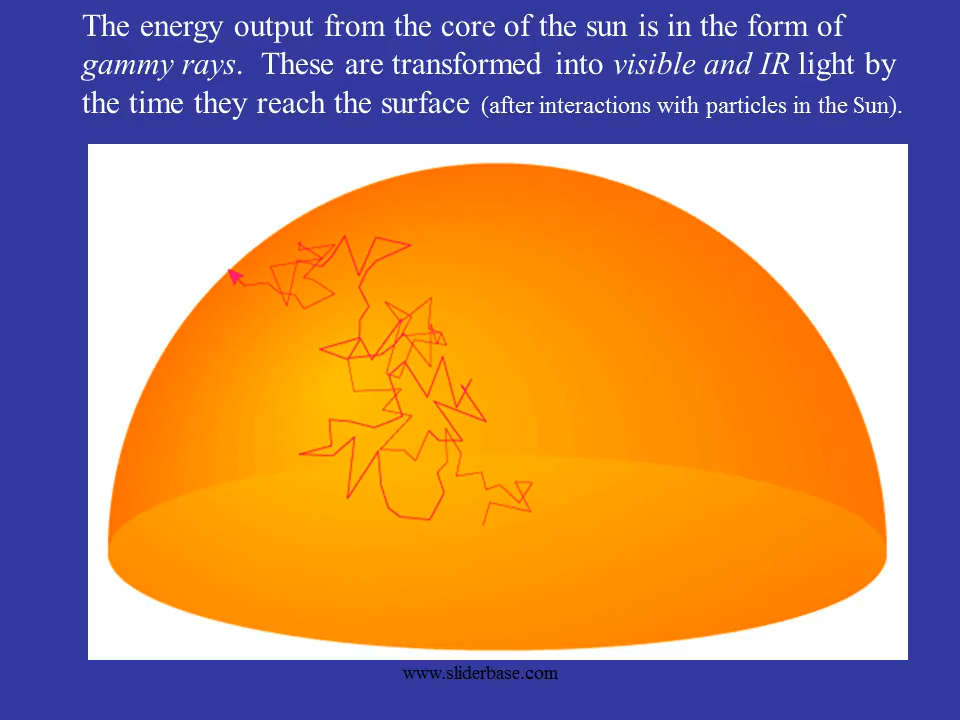 The energy output from the core of the sun is in the form of
gammy rays.  These are transformed into visible and IR light by
the time they reach the surface (after interactions with particles in the Sun).
www.sliderbase.com